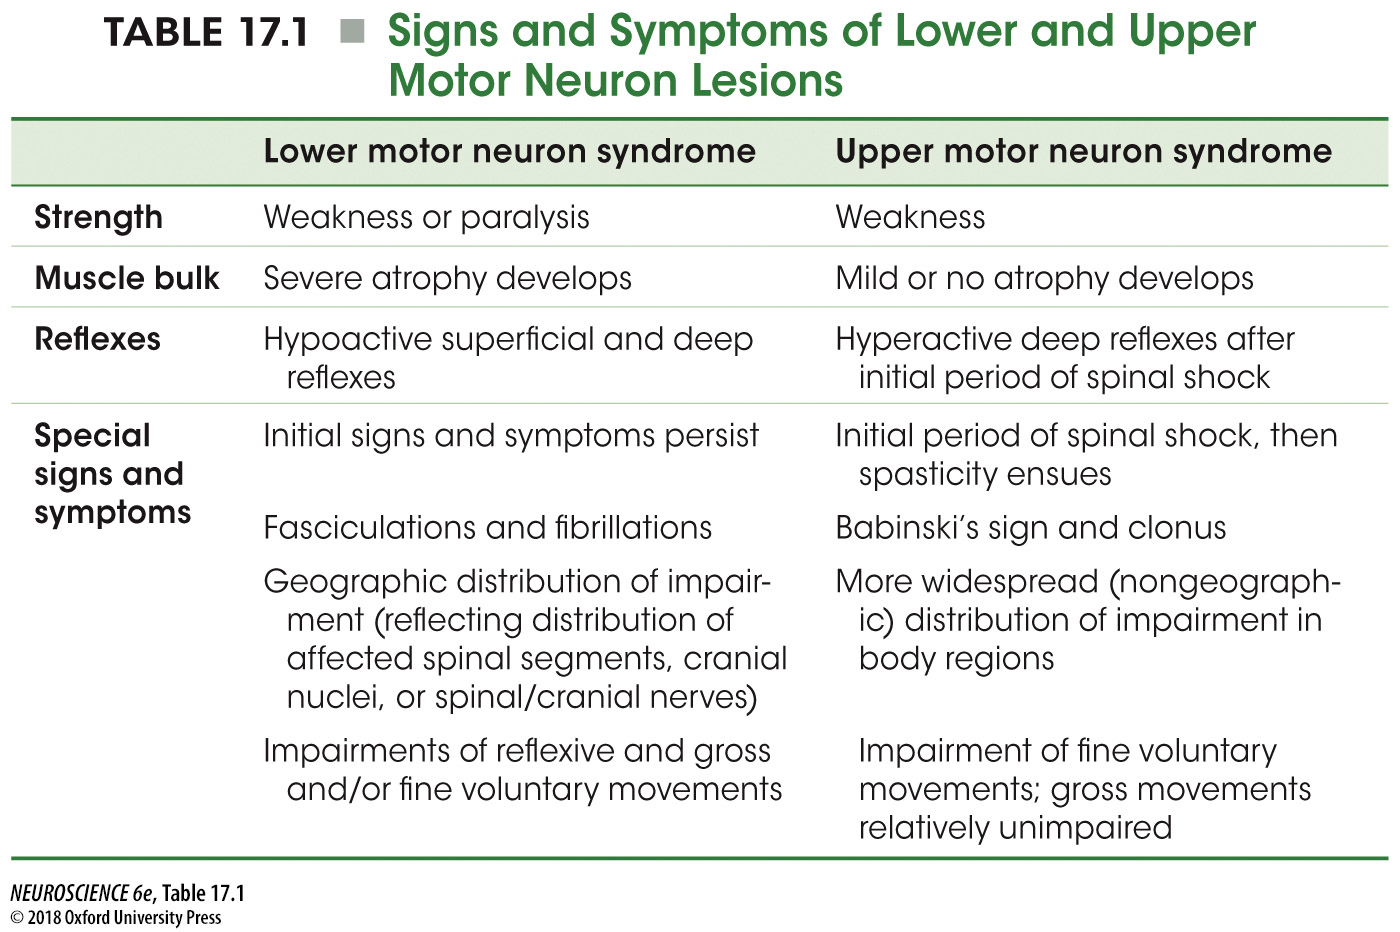 TABLE 17.1 ■ Signs and Symptoms of Lower and Upper
Motor Neuron Lesions
Lower motor neuron syndrome Upper motor neuron syndrome
Strength Weakness or paralysis Weakness
Muscle bulk Severe atrophy develops Mild or no atrophy develops
Reflexes Hypoactive superficial and deep Hyperactive deep reflexes after
reflexes initial period of spinal shock
Special Initial signs and symptoms persist Initial period of spinal shock, then
signs and spasticity ensues
symptoms
Fasciculations and fibrillations Babinski’s sign and clonus
Geographic distribution of impair- More widespread (nongeograph-
ment (reflecting distribution of ic) distribution of impairment in
affected spinal segments, cranial body regions
nuclei, or spinal/cranial nerves)
Impairments of reflexive and gross Impairment of fine voluntary
and/or fine voluntary movements movements; gross movements
relatively unimpaired
NEUROSCIENCE 6e, Table 17.1
© 2018 Oxford University Press